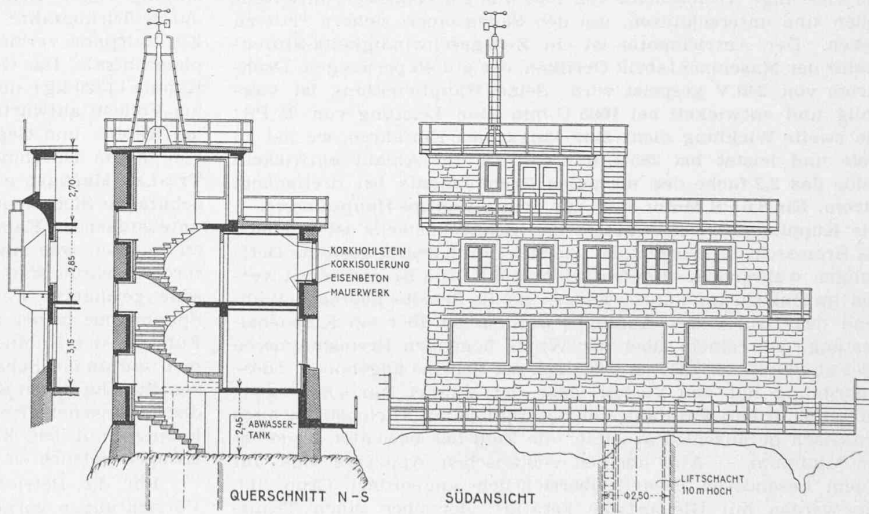 2,70
2,85
3,15
KORKHOHLSTEIN
KORKISOLIERUNG
EISENBETON
MAUERWERK
2,45
ABWASSER-
TANK
QUERSCHNITT N-S
SÜDANSICHT
Φ2,50
LIFTSCHACHT
110 m HOCH